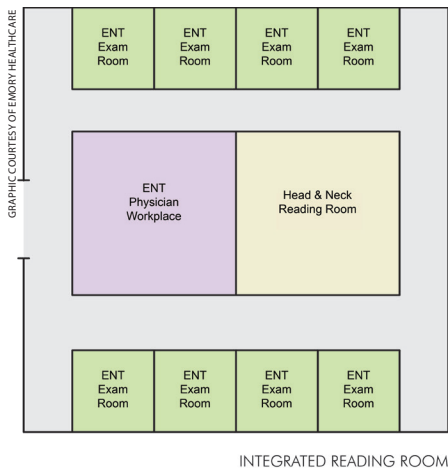 GRAPHIC COURTESY OF EMORY HEALTHCARE
ENT
Exam
Room
ENT
Exam
Room
ENT
Exam
Room
ENT
Exam
Room
ENT
Physician
Workplace
Head & Neck
Reading Room
ENT
Exam
Room
ENT
Exam
Room
ENT
Exam
Room
ENT
Exam
Room
INTEGRATED READING ROOM